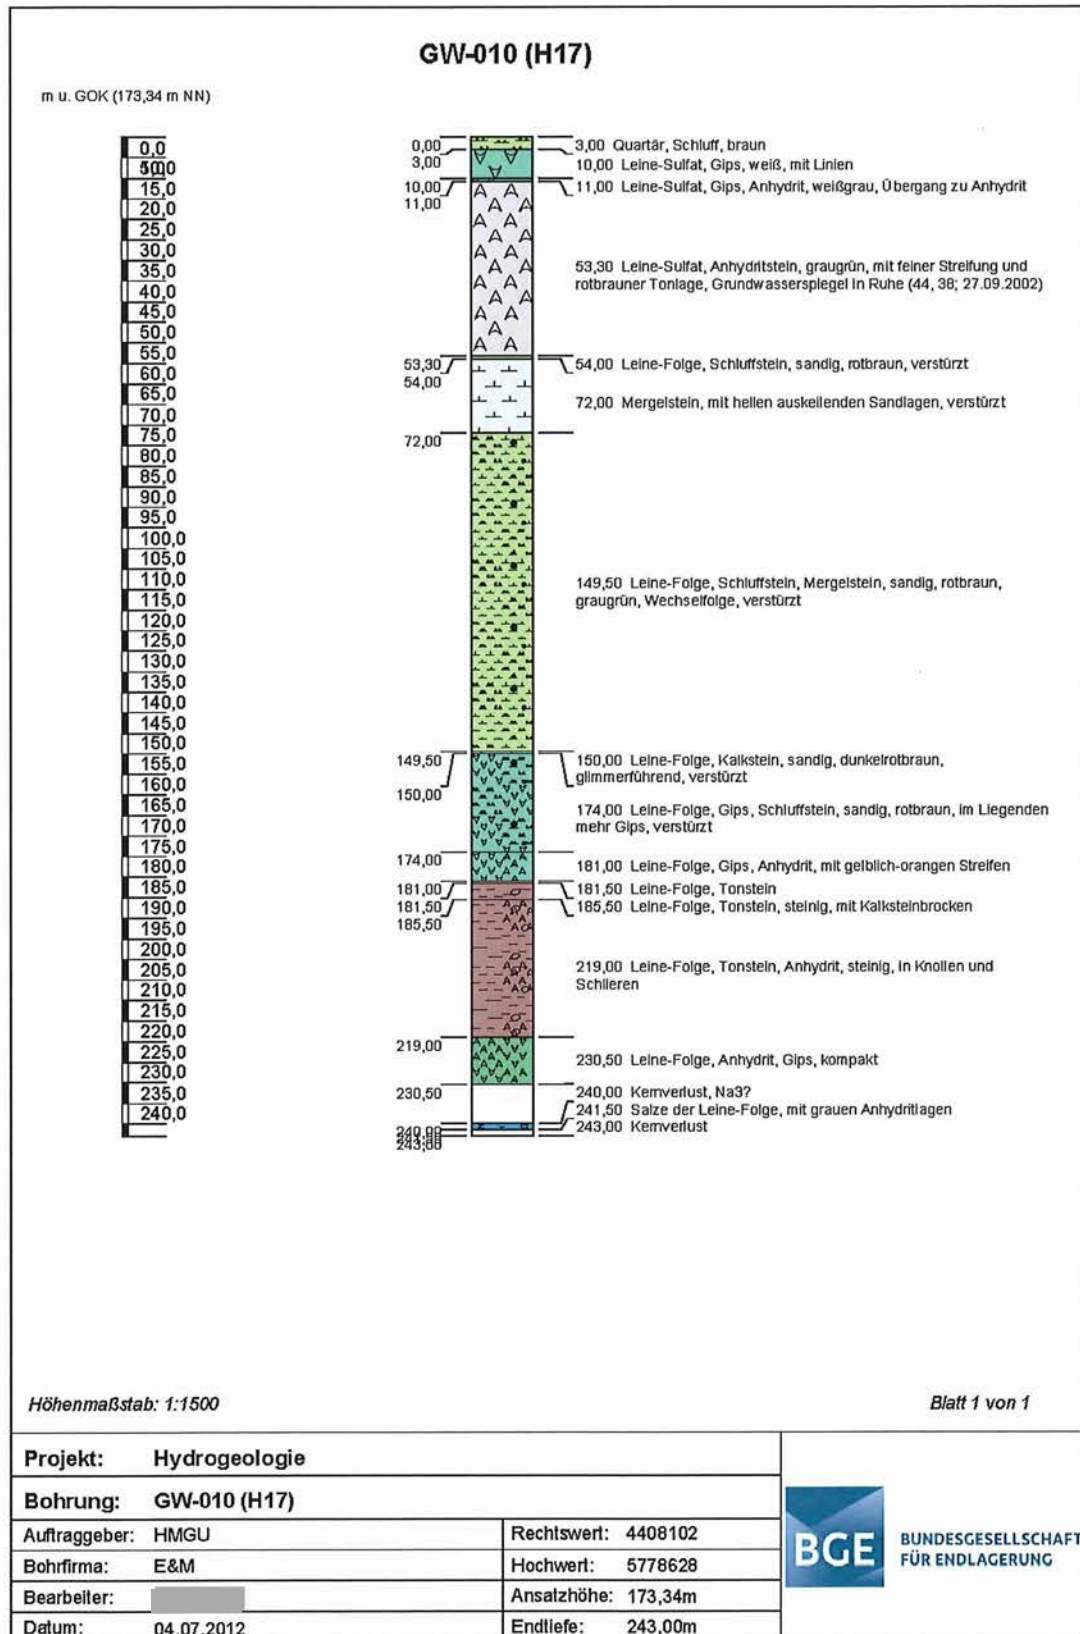 GW-010 (H17)
m u. GOK (173,34 m NN)
0,0
10,0
15,0
20,0
25,0
30,0
35,0
40,0
45,0
50,0
55,0
60,0
65,0
70,0
75,0
80,0
85,0
90,0
95,0
100,0
105,0
110,0
115,0
120,0
125,0
130,0
135,0
140,0
145,0
150,0
155,0
160,0
165,0
170,0
175,0
180,0
185,0
190,0
195,0
200,0
205,0
210,0
215,0
220,0
225,0
230,0
235,0
240,0
0,00
3,00
10,00
11,00
53,30
54,00
72,00
149,50
150,00
174,00
181,00
181,50
185,50
219,00
230,50
240,00
243,00
3,00 Quartär, Schluff, braun
10,00 Leine-Sulfat, Gips, weiß, mit Linien
11,00 Leine-Sulfat, Gips, Anhydrit, weißgrau, Übergang zu Anhydrit
53,30 Leine-Sulfat, Anhydritstein, graugrün, mit feiner Streifung und
rotbrauner Tonlage, Grundwasserspiegel in Ruhe (44, 38; 27.09.2002)
54,00 Leine-Folge, Schluffstein, sandig, rotbraun, verstürzt
72,00 Mergelstein, mit hellen auskeilenden Sandlagen, verstürzt
149,50 Leine-Folge, Schluffstein, Mergelstein, sandig, rotbraun,
graugrün, Wechselfolge, verstürzt
150,00 Leine-Folge, Kalkstein, sandig, dunkelrotbraun,
glimmerführend, verstürzt
174,00 Leine-Folge, Gips, Schluffstein, sandig, rotbraun, im Liegenden
mehr Gips, verstürzt
181,00 Leine-Folge, Gips, Anhydrit, mit gelblich-orangen Streifen
181,50 Leine-Folge, Tonstein
185,50 Leine-Folge, Tonstein, steinig, mit Kalksteinbrocken
219,00 Leine-Folge, Tonstein, Anhydrit, steinig, in Knollen und
Schlieren
230,50 Leine-Folge, Anhydrit, Gips, kompakt
240,00 Kernverlust, Na3?
241,50 Salze der Leine-Folge, mit grauen Anhydritlagen
243,00 Kernverlust
Höhenmaßstab: 1:1500
Blatt 1 von 1
Projekt: Hydrogeologie
Bohrung: GW-010 (H17)
Auftraggeber: HMGU
Rechtswert: 4408102
Bohrfirma: E&M
Hochwert: 5778628
Bearbeiter:
Ansatzhöhe: 173,34m
Datum: 04.07.2012
Endtiefe: 243,00m
BGE
BUNDESGESELLSCHAFT
FÜR ENDLAGERUNG